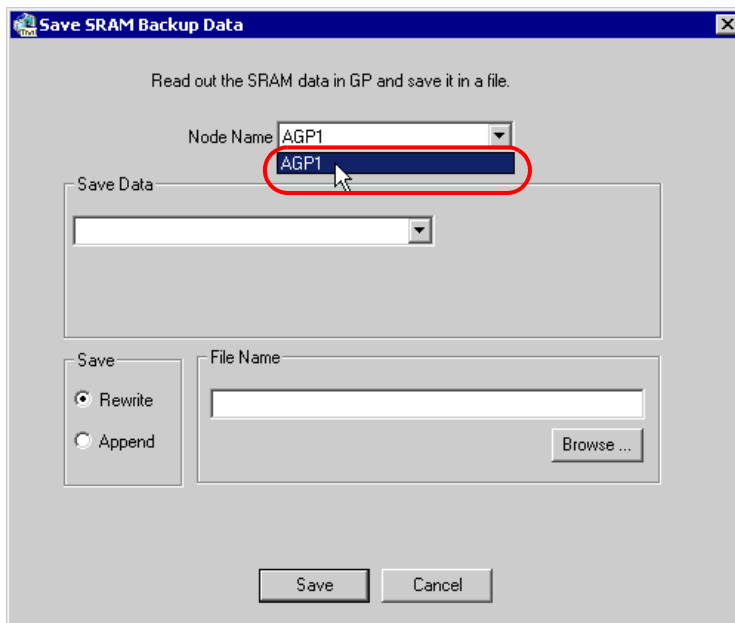 Save SRAM Backup Data
Read out the SRAM data in GP and save it in a file.
Node Name AGP1
AGP1
Save Data
Save
Rewrite
Append
File Name
Browse ...
Save Cancel